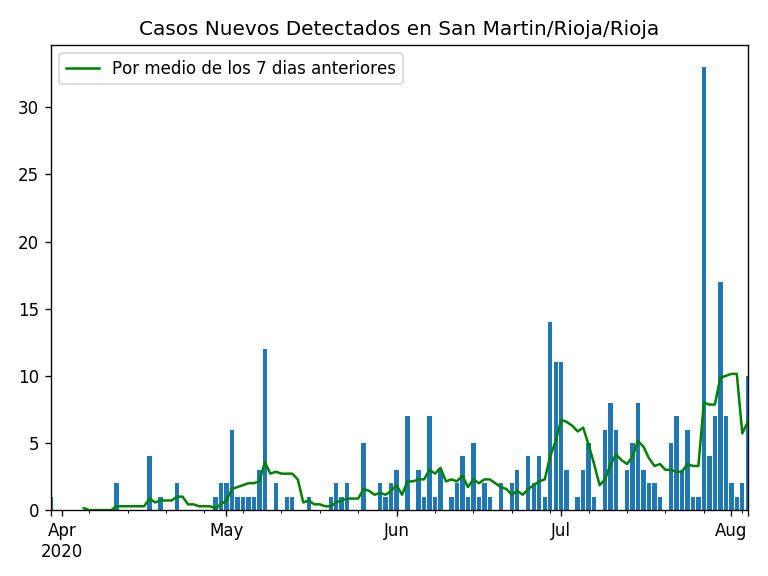 Casos Nuevos Detectados en San Martin/Rioja/Rioja
Por medio de los 7 dias anteriores
30
25
20
15
10
5
0
Apr May Jun Jul Aug
2020